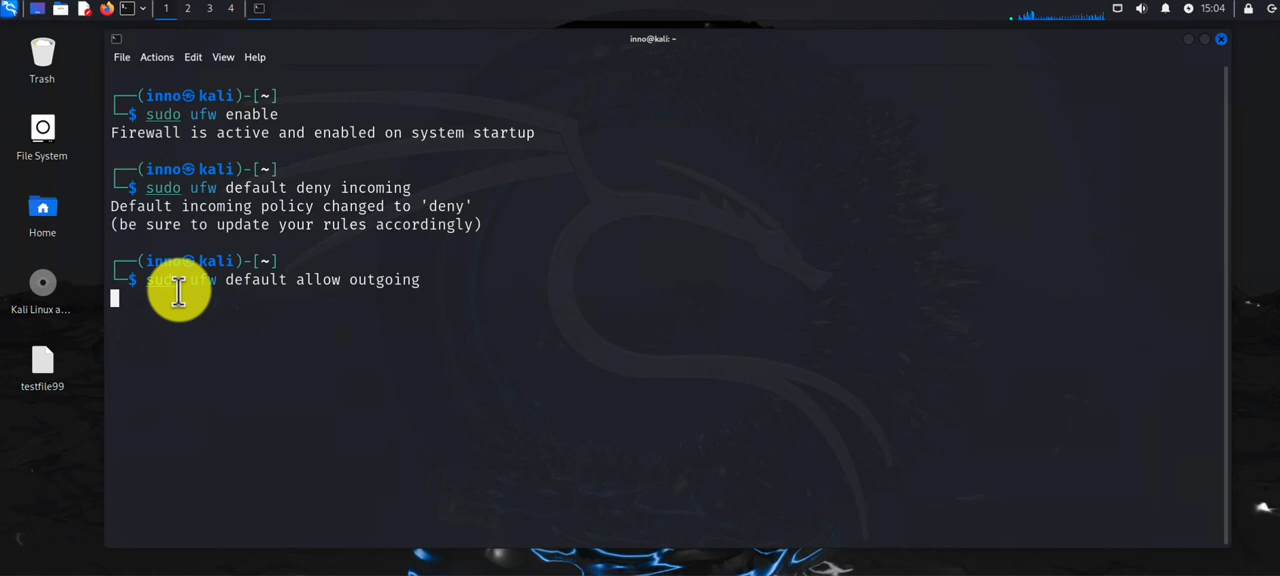 1 2 3 4
15:04
inno@kali: ~
File Actions Edit View Help
Trash
File System
Home
Kali Linux a...
testfile99
┌──(inno㉿kali)-[~]
└─$ sudo ufw enable
Firewall is active and enabled on system startup
┌──(inno㉿kali)-[~]
└─$ sudo ufw default deny incoming
Default incoming policy changed to 'deny'
(be sure to update your rules accordingly)
┌──(inno㉿kali)-[~]
└─$ sudo ufw default allow outgoing